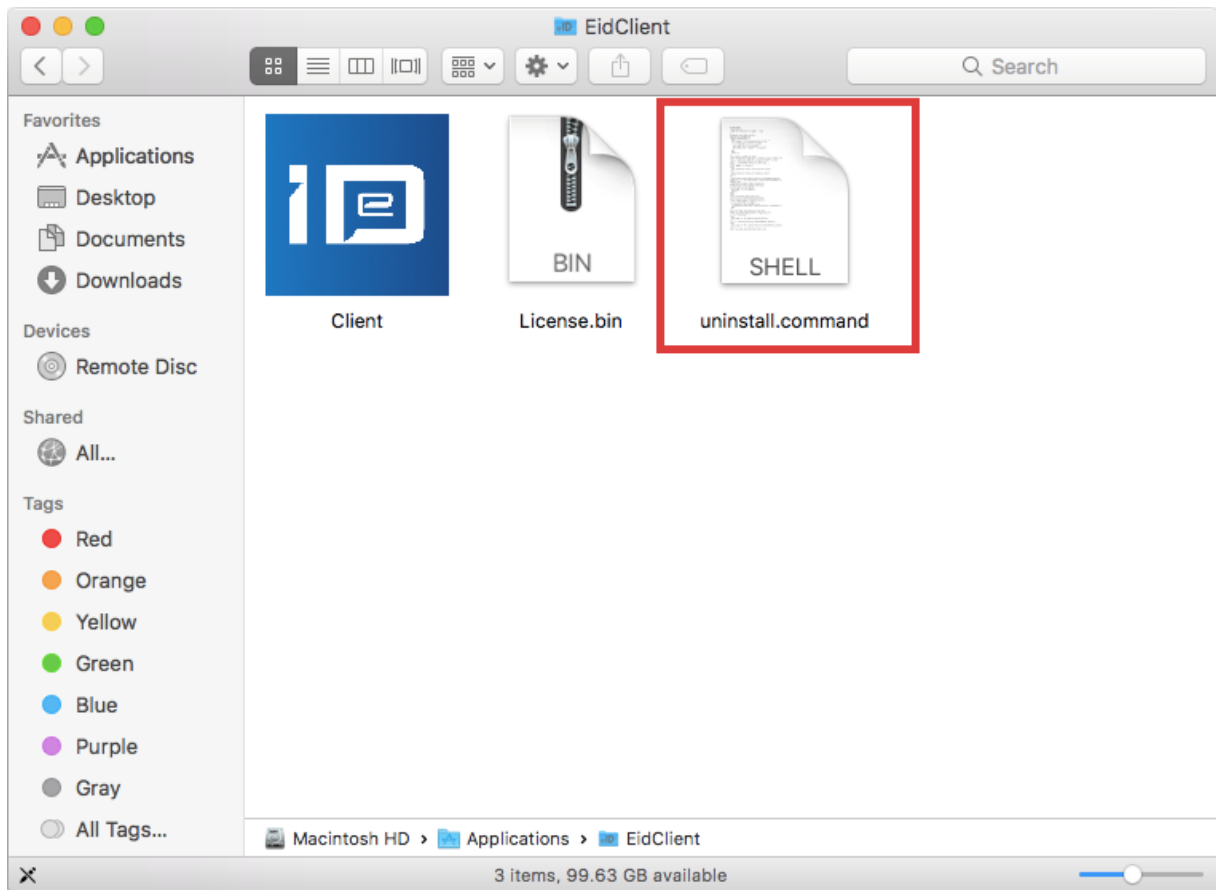 EidClient
Search
Favorites
Applications
Desktop
Documents
Downloads
Devices
Remote Disc
Shared
All...
Tags
Red
Orange
Yellow
Green
Blue
Purple
Gray
All Tags...
iD e
BIN
SHELL
Client
License.bin
uninstall.command
Macintosh HD › Applications › EidClient
3 items, 99.63 GB available